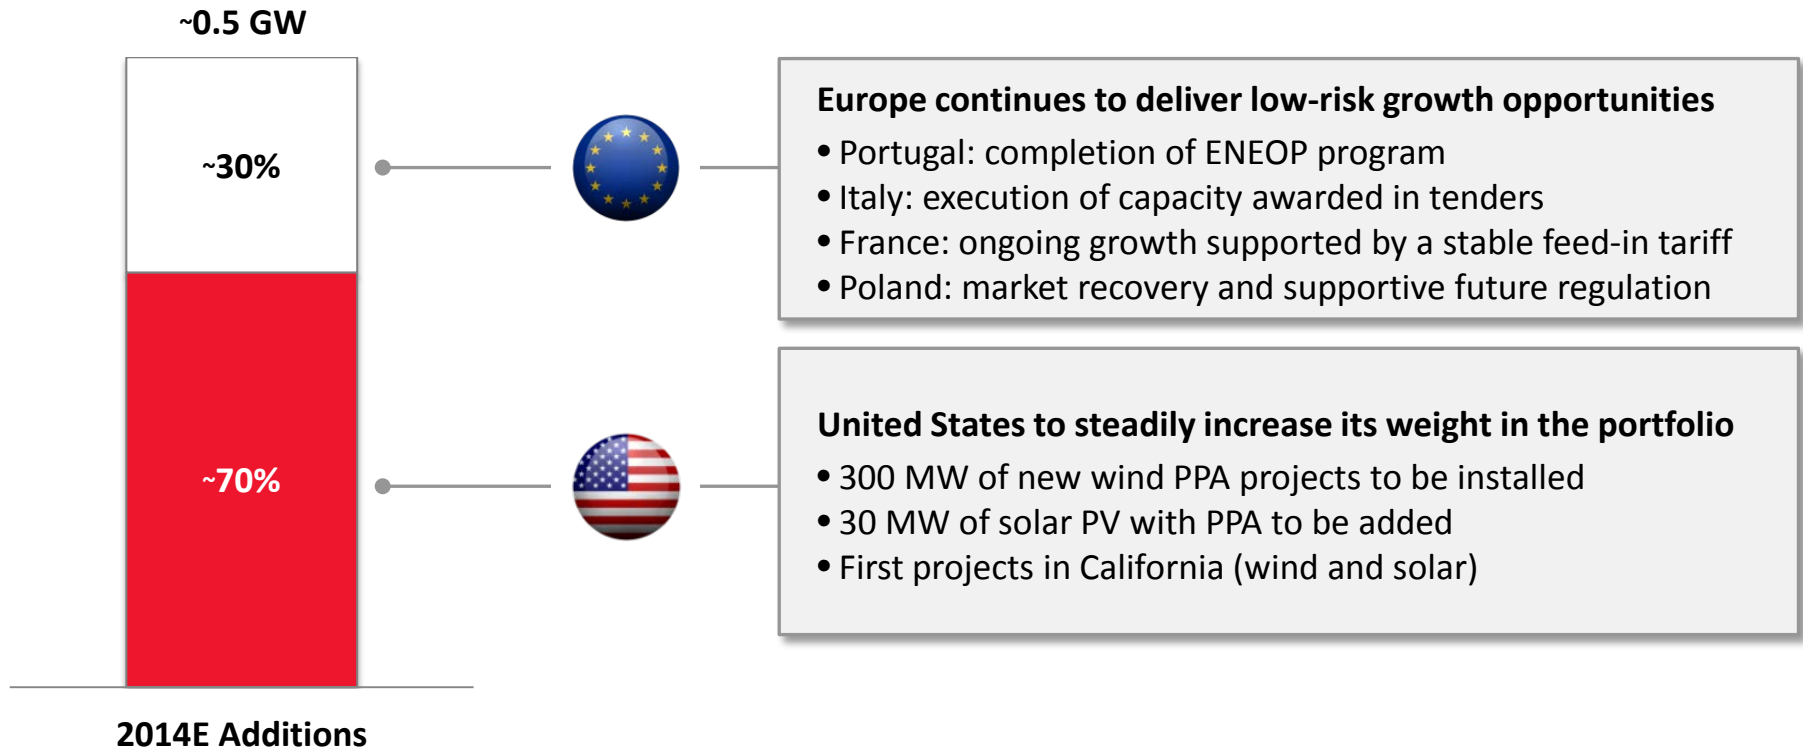 ~0.5 GW
~30%
~70%
2014E Additions
Europe continues to deliver low-risk growth opportunities
• Portugal: completion of ENEOP program
• Italy: execution of capacity awarded in tenders
• France: ongoing growth supported by a stable feed-in tariff
• Poland: market recovery and supportive future regulation
United States to steadily increase its weight in the portfolio
• 300 MW of new wind PPA projects to be installed
• 30 MW of solar PV with PPA to be added
• First projects in California (wind and solar)